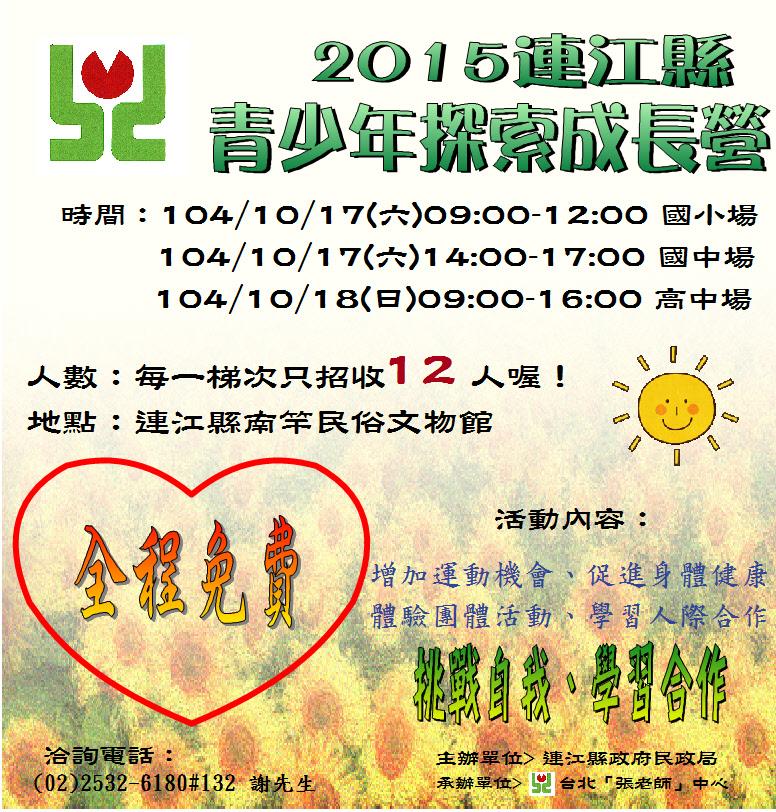 2015連江縣
青少年探索成長營
時間：104/10/17(六)09:00-12:00 國小場
104/10/17(六)14:00-17:00 國中場
104/10/18(日)09:00-16:00 高中場
人數：每一梯次只招收12 人喔！
地點：連江縣南竿民俗文物館
全程免費
活動內容：
增加運動機會、促進身體健康
體驗團體活動、學習人際合作
挑戰自我、學習合作
洽詢電話：
(02)2532-6180#132 謝先生
主辦單位> 連江縣政府民政局
承辦單位> 台北「張老師」中心